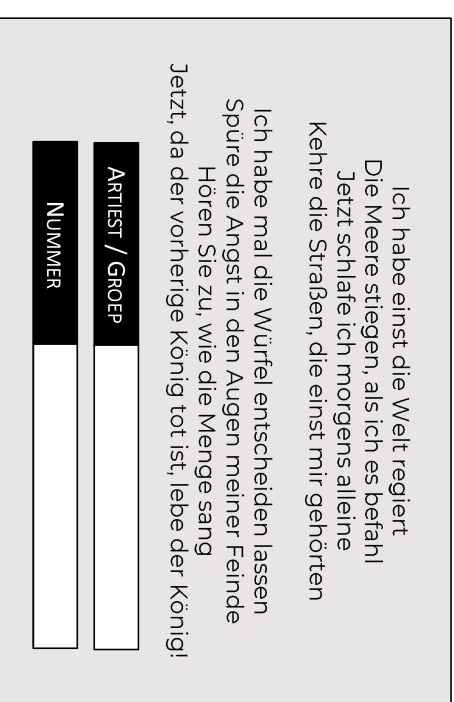 Ich habe einst die Welt regiert
Die Meere stiegen, als ich es befahl
Jetzt schlafe ich morgens alleine
Kehre die Straßen, die einst mir gehörten
Ich habe mal die Würfel entscheiden lassen
Spüre die Angst in den Augen meiner Feinde
Hören Sie zu, wie die Menge sang
Jetzt, da der vorherige König tot ist, lebe der König!
ARTIEST / GROEP
NUMMER